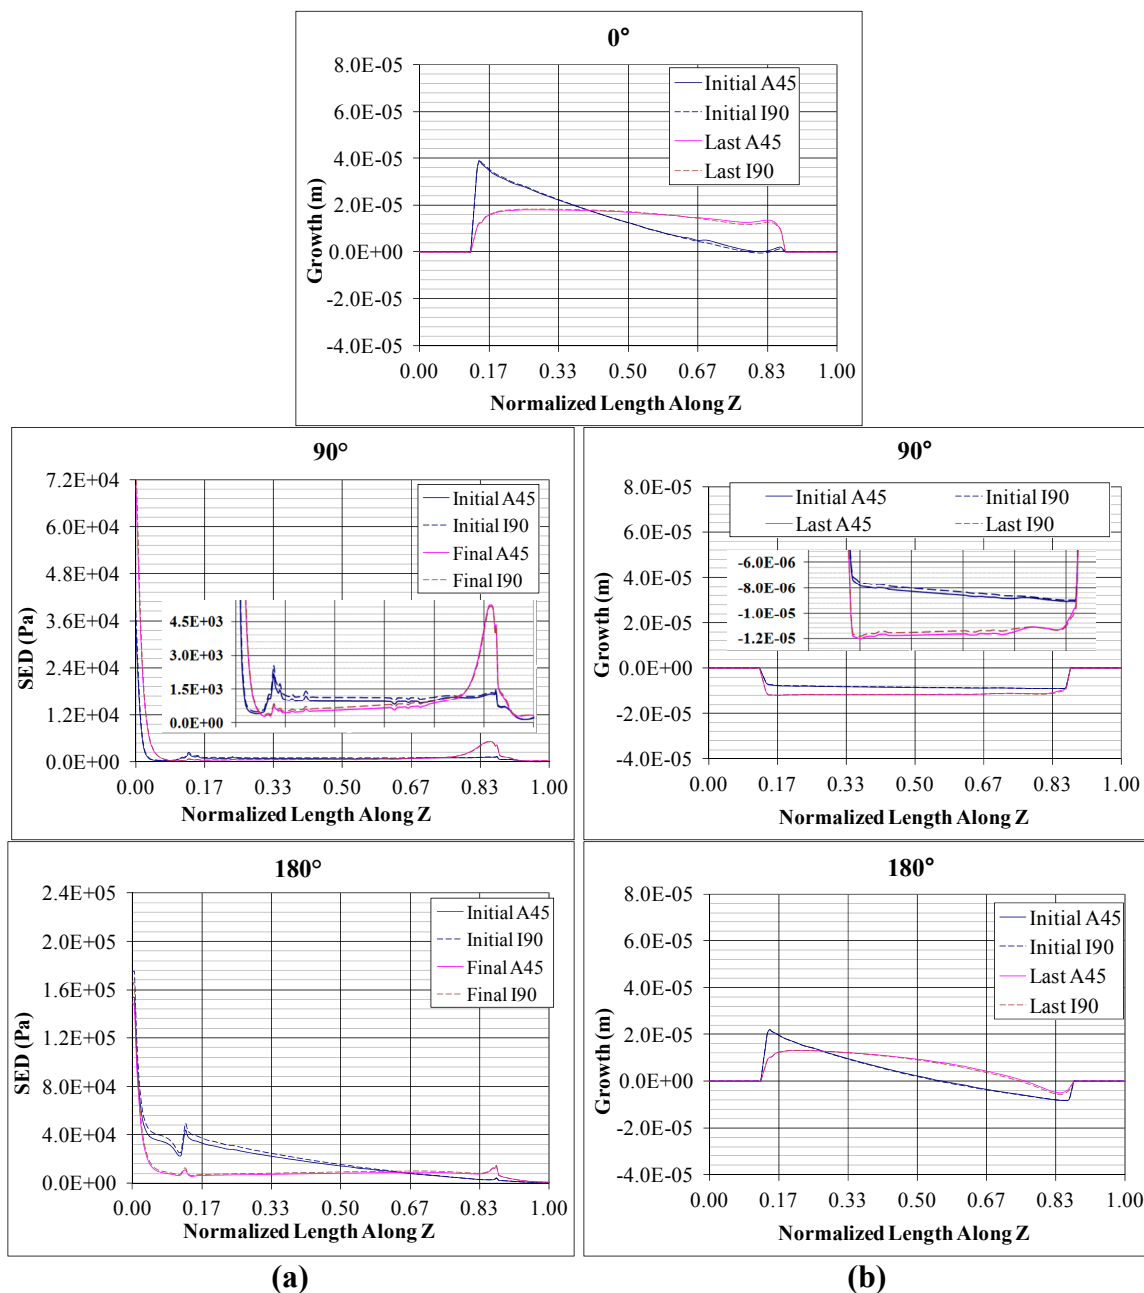 0°
8.0E-05
6.0E-05
4.0E-05
2.0E-05
0.0E+00
-2.0E-05
-4.0E-05
Growth (m)
Initial A45
Initial I90
Last A45
Last I90
0.00 0.17 0.33 0.50 0.67 0.83 1.00
Normalized Length Along Z
90°
7.2E+04
6.0E+04
4.8E+04
3.6E+04
2.4E+04
1.2E+04
0.0E+00
SED (Pa)
Initial A45
Initial I90
Final A45
Final I90
4.5E+03
3.0E+03
1.5E+03
0.0E+00
0.00 0.17 0.33 0.50 0.67 0.83 1.00
Normalized Length Along Z
90°
8.0E-05
6.0E-05
4.0E-05
2.0E-05
0.0E+00
-2.0E-05
-4.0E-05
Growth (m)
Initial A45 Initial I90
Last A45 Last I90
-6.0E-06
-8.0E-06
-1.0E-05
-1.2E-05
0.00 0.17 0.33 0.50 0.67 0.83 1.00
Normalized Length Along Z
180°
2.4E+05
2.0E+05
1.6E+05
1.2E+05
8.0E+04
4.0E+04
0.0E+00
SED (Pa)
Initial A45
Initial I90
Final A45
Final I90
0.00 0.17 0.33 0.50 0.67 0.83 1.00
Normalized Length Along Z
180°
8.0E-05
6.0E-05
4.0E-05
2.0E-05
0.0E+00
-2.0E-05
-4.0E-05
Growth (m)
Initial A45
Initial I90
Last A45
Last I90
0.00 0.17 0.33 0.50 0.67 0.83 1.00
Normalized Length Along Z
(a)
(b)